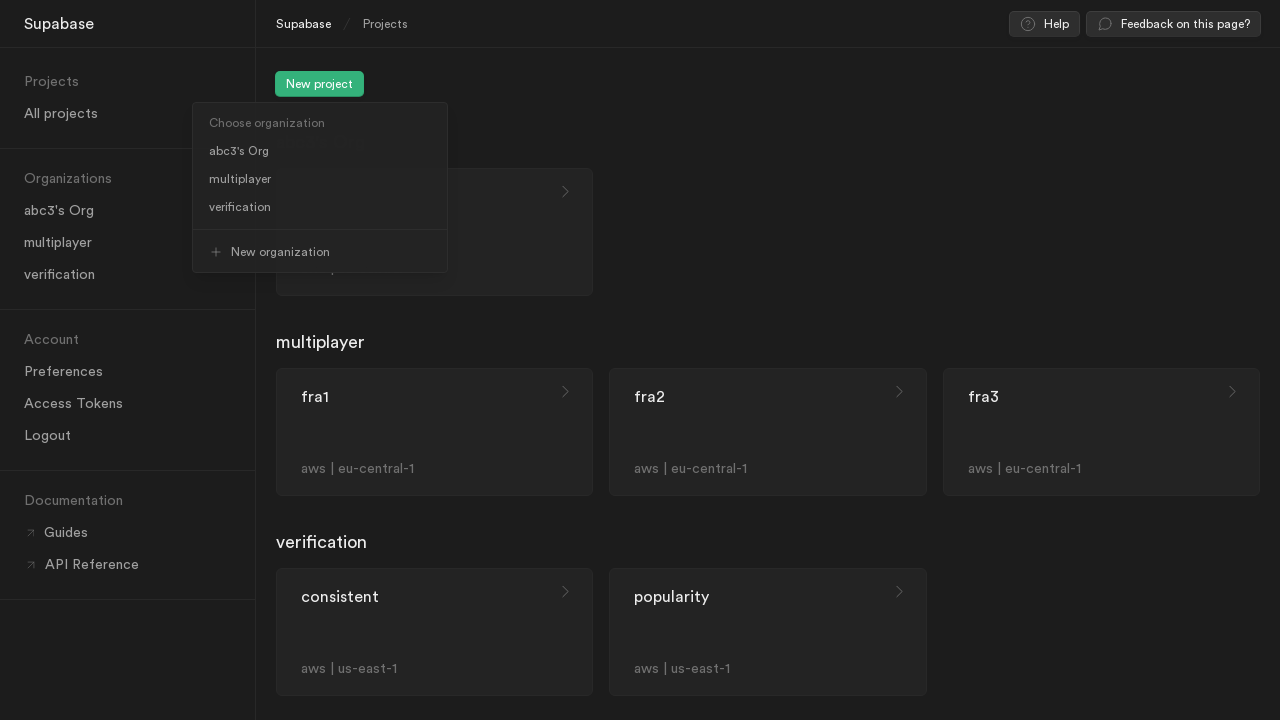 Supabase
Supabase / Projects
Help
Feedback on this page?
Projects
All projects
Organizations
abc3's Org
multiplayer
verification
Account
Preferences
Access Tokens
Logout
Documentation
Guides
API Reference
New project
Choose organization
abc3's Org
multiplayer
verification
New organization
multiplayer
fra1
aws | eu-central-1
fra2
aws | eu-central-1
fra3
aws | eu-central-1
verification
consistent
aws | us-east-1
popularity
aws | us-east-1